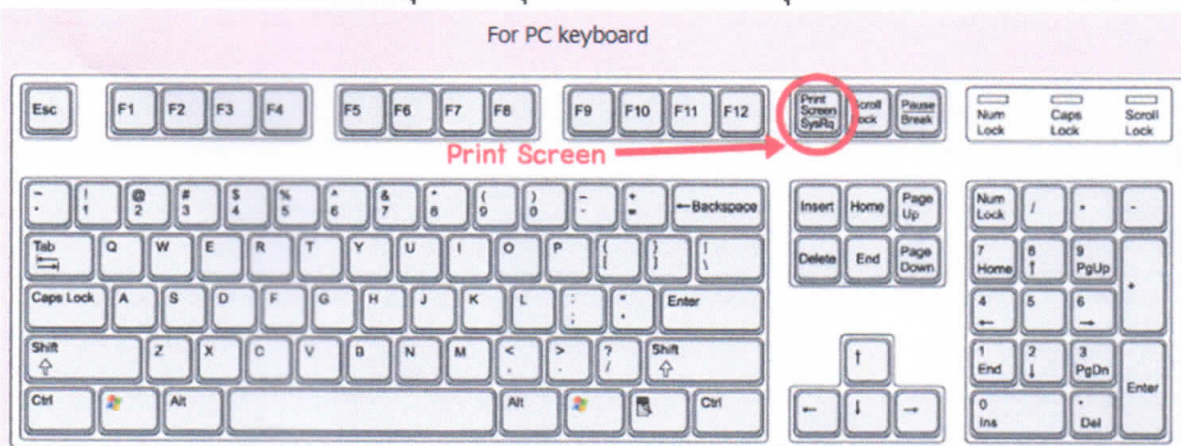 For PC keyboard
Esc F1 F2 F3 F4 F5 F6 F7 F8 F9 F10 F11 F12 Print Screen SysRq Scroll Lock Pause Break Num Lock Caps Lock Scroll Lock
Print Screen
! 1 @ 2 # 3 $ 4 % 5 ^ 6 & 7 * 8 ( 9 ) 0 - + = ←Backspace Insert Home Page Up Num Lock / * -
Tab Q W E R T Y U I O P { [ } ] | \ Delete End Page Down 7 Home 8 ↑ 9 PgUp +
Caps Lock A S D F G H J K L : ; Enter 4 ← 5 6 →
Shift Z X C V B N M < , > . ? / Shift ↑ 1 End 2 ↓ 3 PgDn Enter
Ctrl Alt Alt Ctrl ← ↓ → 0 Ins . Del